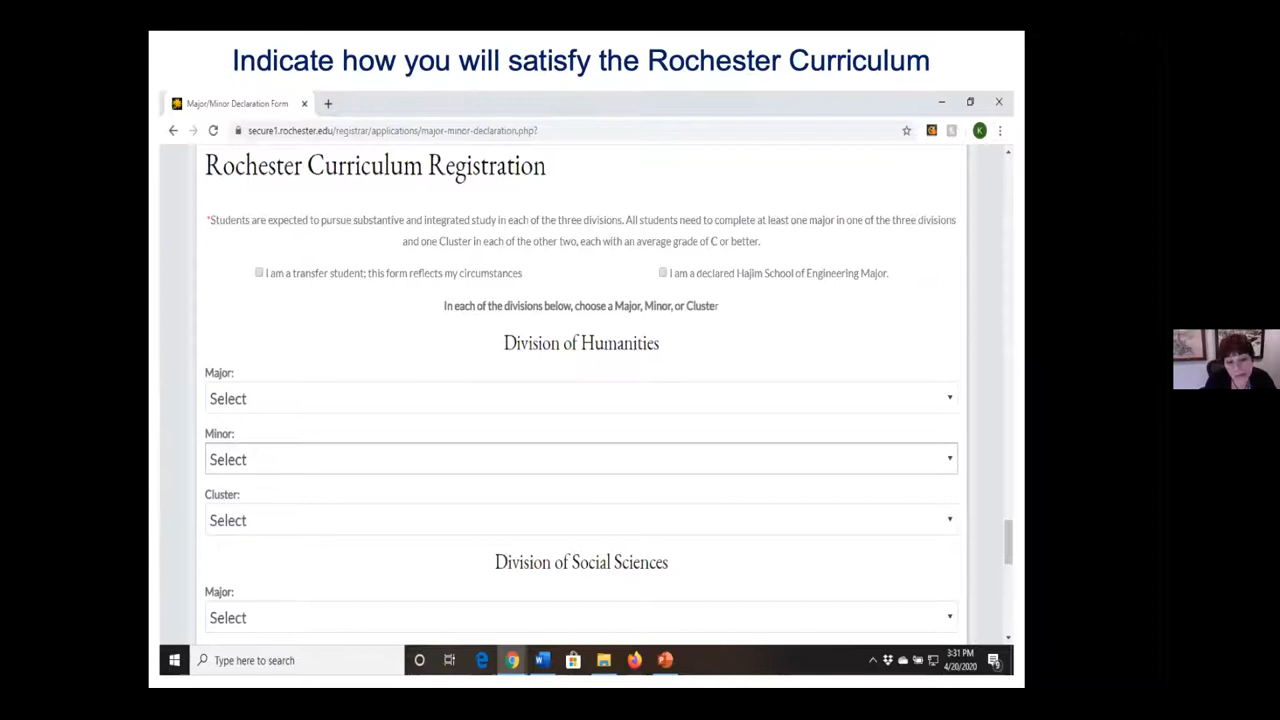 Indicate how you will satisfy the Rochester Curriculum
Major/Minor Declaration Form
secure1.rochester.edu/registrar/applications/major-minor-declaration.php?
K
Rochester Curriculum Registration
*Students are expected to pursue substantive and integrated study in each of the three divisions. All students need to complete at least one major in one of the three divisions
and one Cluster in each of the other two, each with an average grade of C or better.
I am a transfer student; this form reflects my circumstances
I am a declared Hajim School of Engineering Major.
In each of the divisions below, choose a Major, Minor, or Cluster
Division of Humanities
Major:
Select
Minor:
Select
Cluster:
Select
Division of Social Sciences
Major:
Select
Type here to search
3:31 PM
4/20/2020